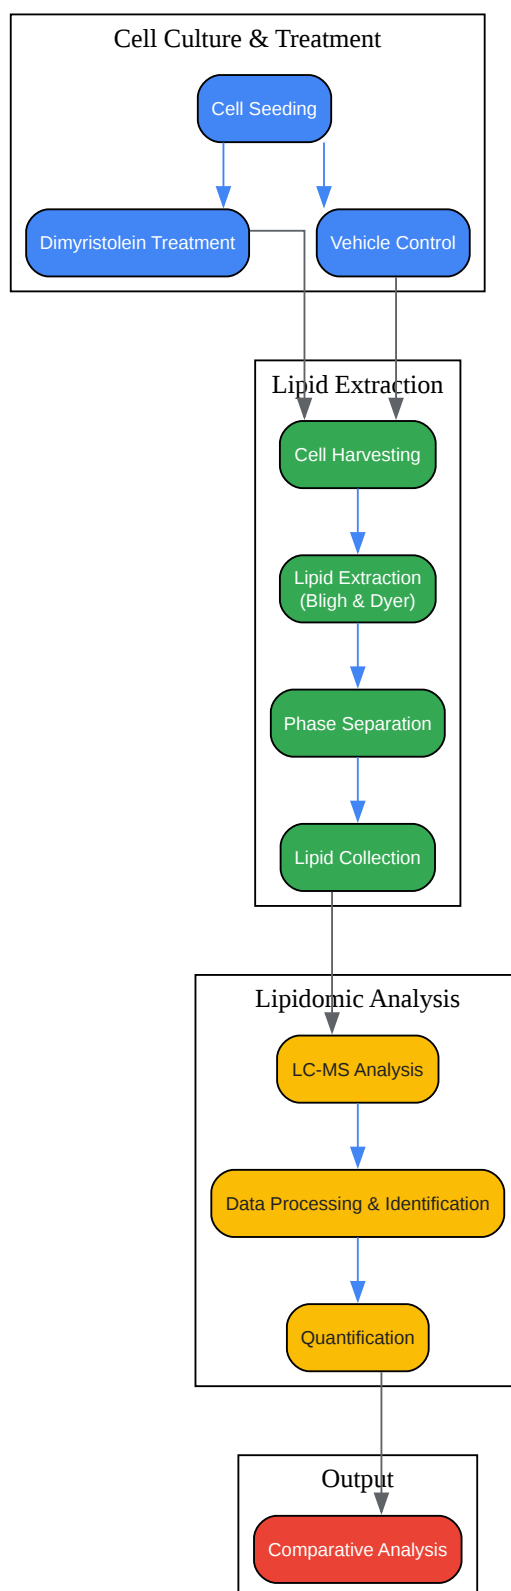 Cell Culture & Treatment
Cell Seeding
Dimyristolein Treatment
Vehicle Control
Lipid Extraction
Cell Harvesting
Lipid Extraction
(Bligh & Dyer)
Phase Separation
Lipid Collection
Lipidomic Analysis
LC-MS Analysis
Data Processing & Identification
Quantification
Output
Comparative Analysis